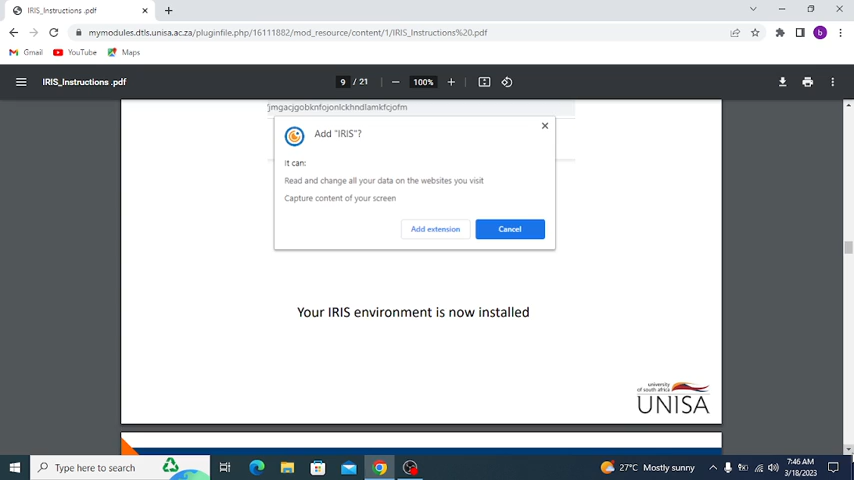 IRIS_Instructions .pdf
mymodules.dtls.unisa.ac.za/pluginfile.php/16111882/mod_resource/content/1/IRIS_Instructions%20.pdf
b
Gmail YouTube Maps
IRIS_Instructions .pdf 9 / 21 100%
Add "IRIS"?
It can:
Read and change all your data on the websites you visit
Capture content of your screen
Add extension Cancel
Your IRIS environment is now installed
university
of south africa
UNISA
Type here to search
27°C Mostly sunny
7:46 AM
3/18/2023